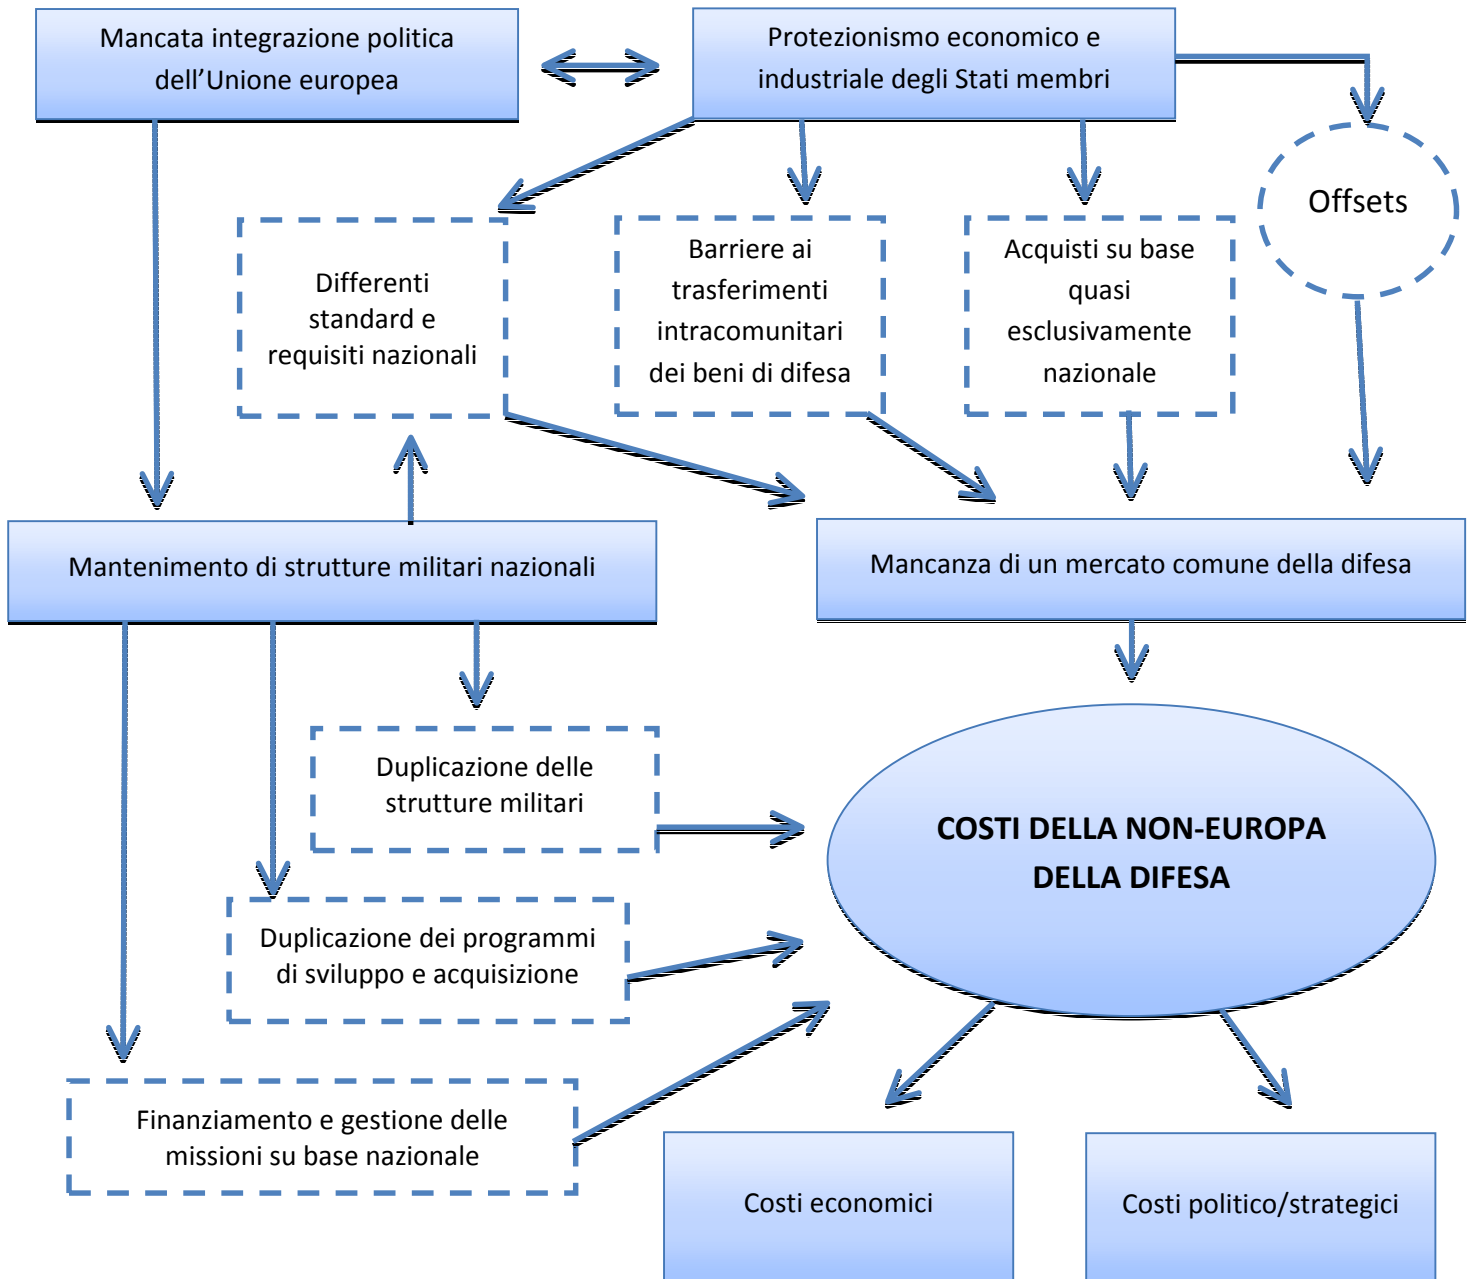 Mancata integrazione politica
dell’Unione europea
Protezionismo economico e
industriale degli Stati membri
Offsets
Differenti
standard e
requisiti nazionali
Barriere ai
trasferimenti
intracomunitari
dei beni di difesa
Acquisti su base
quasi
esclusivamente
nazionale
Mantenimento di strutture militari nazionali
Mancanza di un mercato comune della difesa
Duplicazione delle
strutture militari
COSTI DELLA NON-EUROPA
DELLA DIFESA
Duplicazione dei programmi
di sviluppo e acquisizione
Finanziamento e gestione delle
missioni su base nazionale
Costi economici
Costi politico/strategici